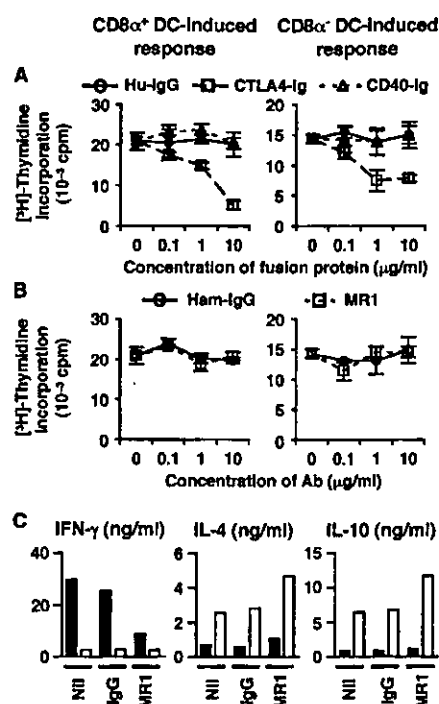 CD8α⁺ DC-induced response
CD8α⁻ DC-induced response
A
Hu-IgG CTLA4-Ig CD40-Ig
[³H]-Thymidine
Incorporation
(10⁻³ cpm)
30
20
10
0
20
15
10
5
0
0 0.1 1 10
0 0.1 1 10
Concentration of fusion protein (μg/ml)
B
Ham-IgG MR1
[³H]-Thymidine
Incorporation
(10⁻³ cpm)
30
20
10
0
20
15
10
5
0
0 0.1 1 10
0 0.1 1 10
Concentration of Ab (μg/ml)
C
IFN-γ (ng/ml) IL-4 (ng/ml) IL-10 (ng/ml)
40
20
0
6
4
2
0
15
10
5
0
Nil IgG MR1
Nil IgG MR1
Nil IgG MR1